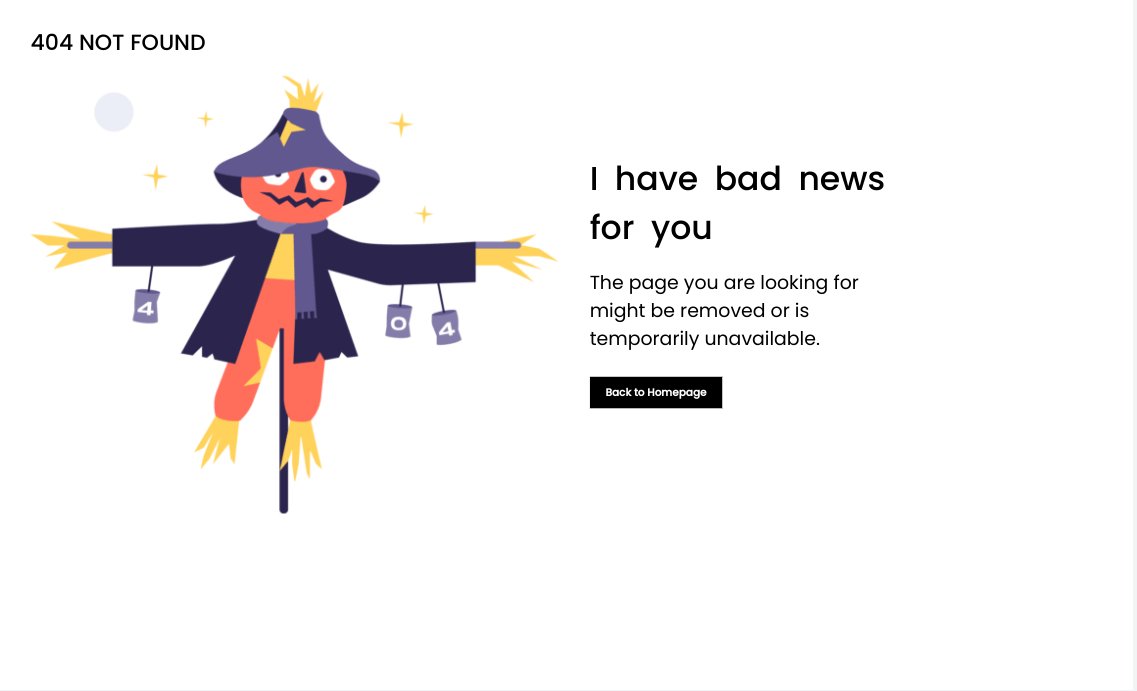 404 NOT FOUND
4
0
4
I have bad news
for you
The page you are looking for
might be removed or is
temporarily unavailable.
Back to Homepage